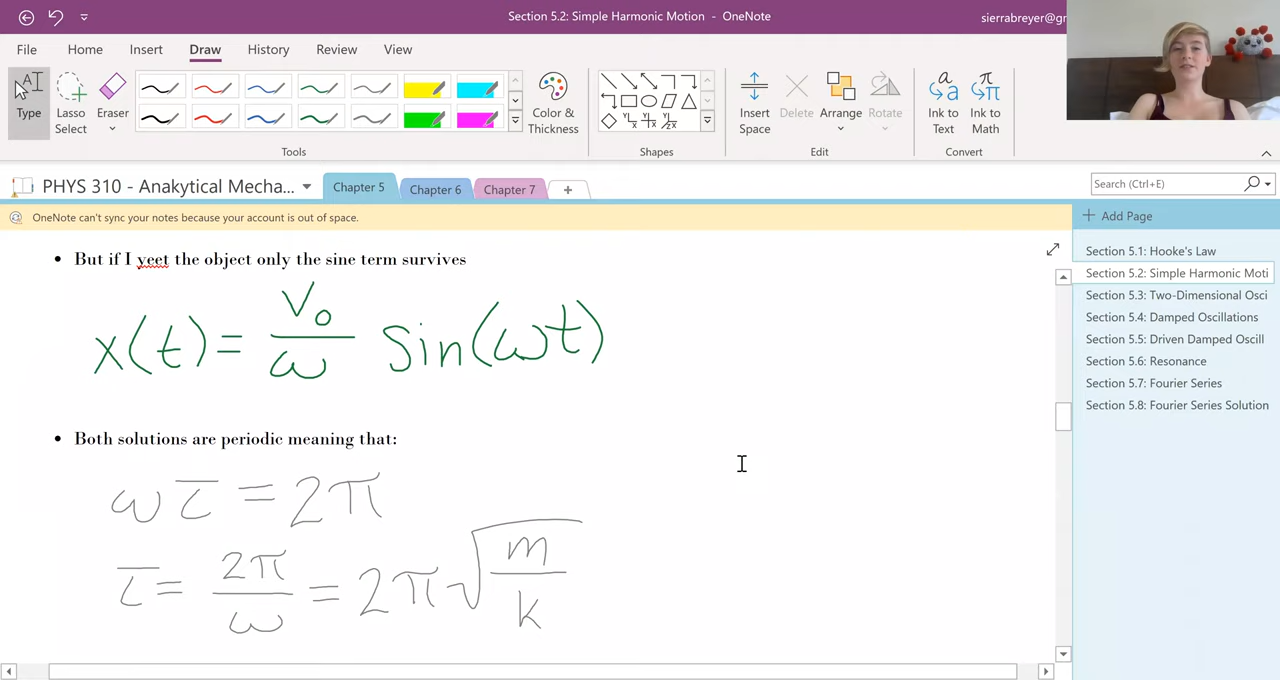 Section 5.2: Simple Harmonic Motion - OneNote
sierrabreyer@gr
File Home Insert Draw History Review View
Type
Lasso Select
Eraser
Color & Thickness
Insert Space
Delete
Arrange
Rotate
Ink to Text
Ink to Math
Tools
Shapes
Edit
Convert
PHYS 310 - Anakytical Mecha...
Chapter 5
Chapter 6
Chapter 7
Search (Ctrl+E)
OneNote can't sync your notes because your account is out of space.
Add Page
Section 5.1: Hooke's Law
Section 5.2: Simple Harmonic Moti
Section 5.3: Two-Dimensional Osci
Section 5.4: Damped Oscillations
Section 5.5: Driven Damped Oscill
Section 5.6: Resonance
Section 5.7: Fourier Series
Section 5.8: Fourier Series Solution
• But if I yeet the object only the sine term survives
x(t) = V₀/ω sin(ωt)
• Both solutions are periodic meaning that:
ωτ = 2π
τ = 2π/ω = 2π√(m/k)